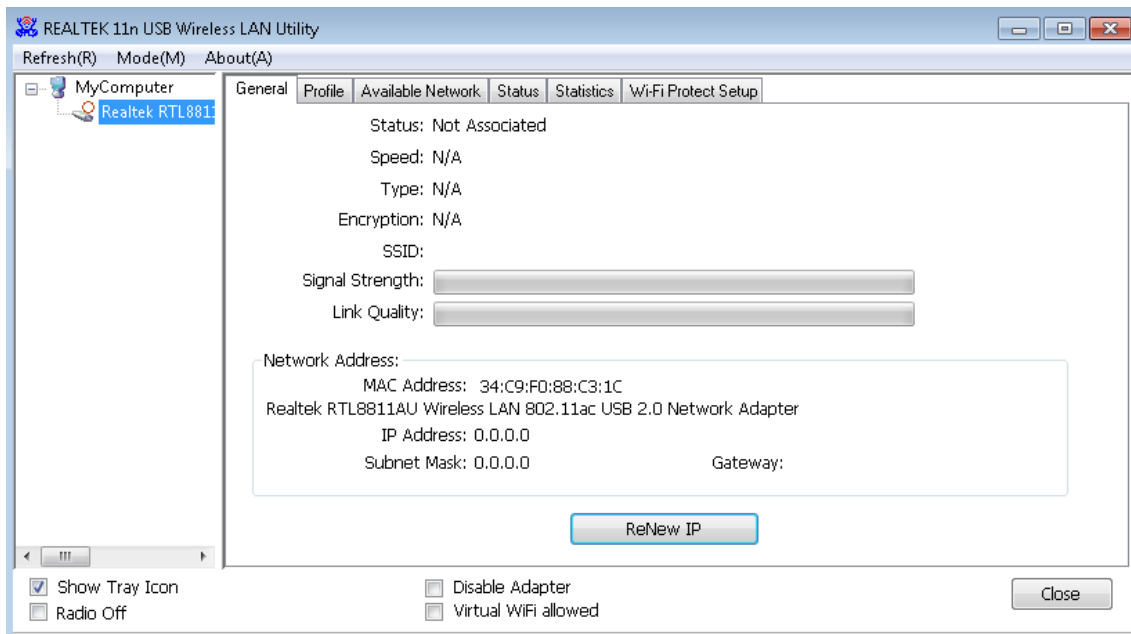 REALTEK 11n USB Wireless LAN Utility
Refresh(R) Mode(M) About(A)
MyComputer
Realtek RTL881
General Profile Available Network Status Statistics Wi-Fi Protect Setup
Status: Not Associated
Speed: N/A
Type: N/A
Encryption: N/A
SSID:
Signal Strength:
Link Quality:
Network Address:
MAC Address: 34:C9:F0:88:C3:1C
Realtek RTL8811AU Wireless LAN 802.11ac USB 2.0 Network Adapter
IP Address: 0.0.0.0
Subnet Mask: 0.0.0.0 Gateway:
ReNew IP
Show Tray Icon
Radio Off
Disable Adapter
Virtual WiFi allowed
Close